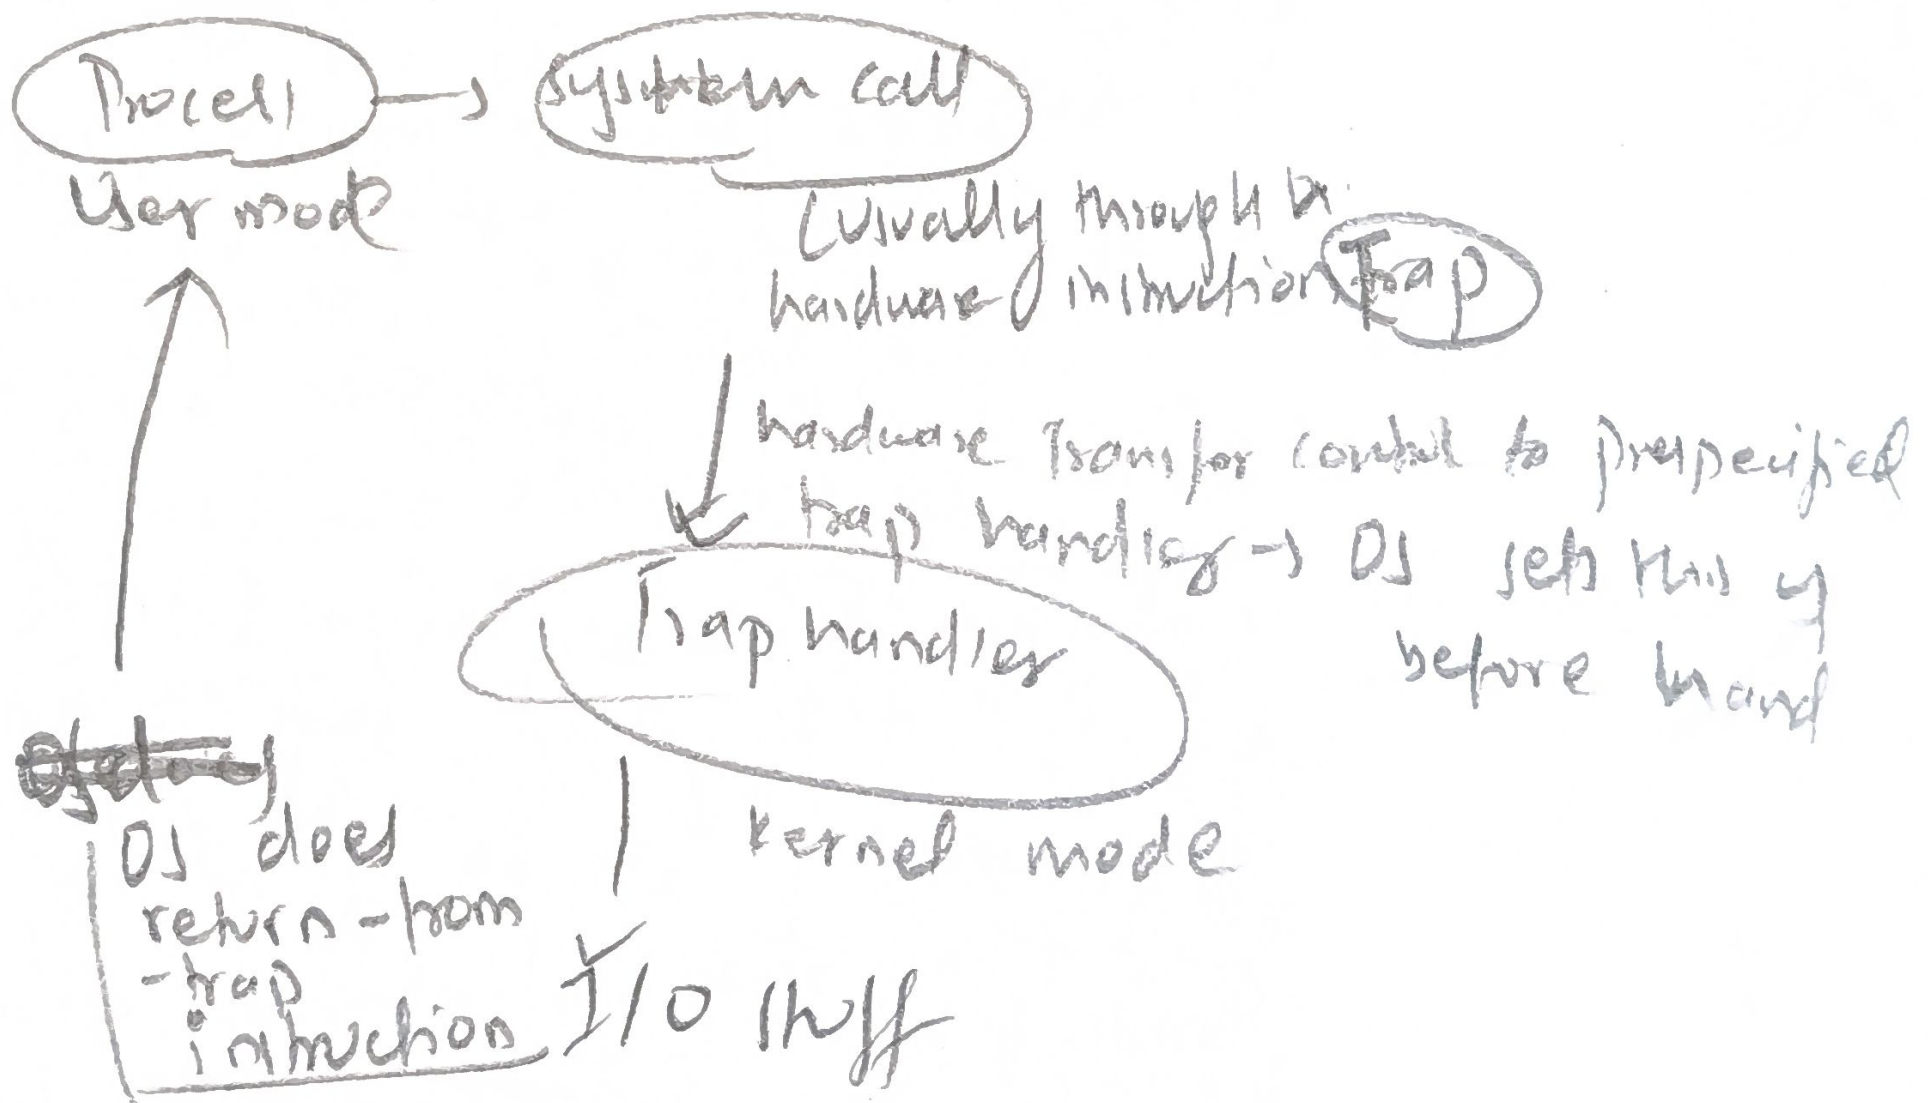 Process → system call
User mode
(usually through
hardware instruction Trap
hardware Transfer control to prespecified
trap handler → OS sets this up
before hand
Trap handler
kernel mode
OS does
return-from
-trap
instruction
I/O stuff